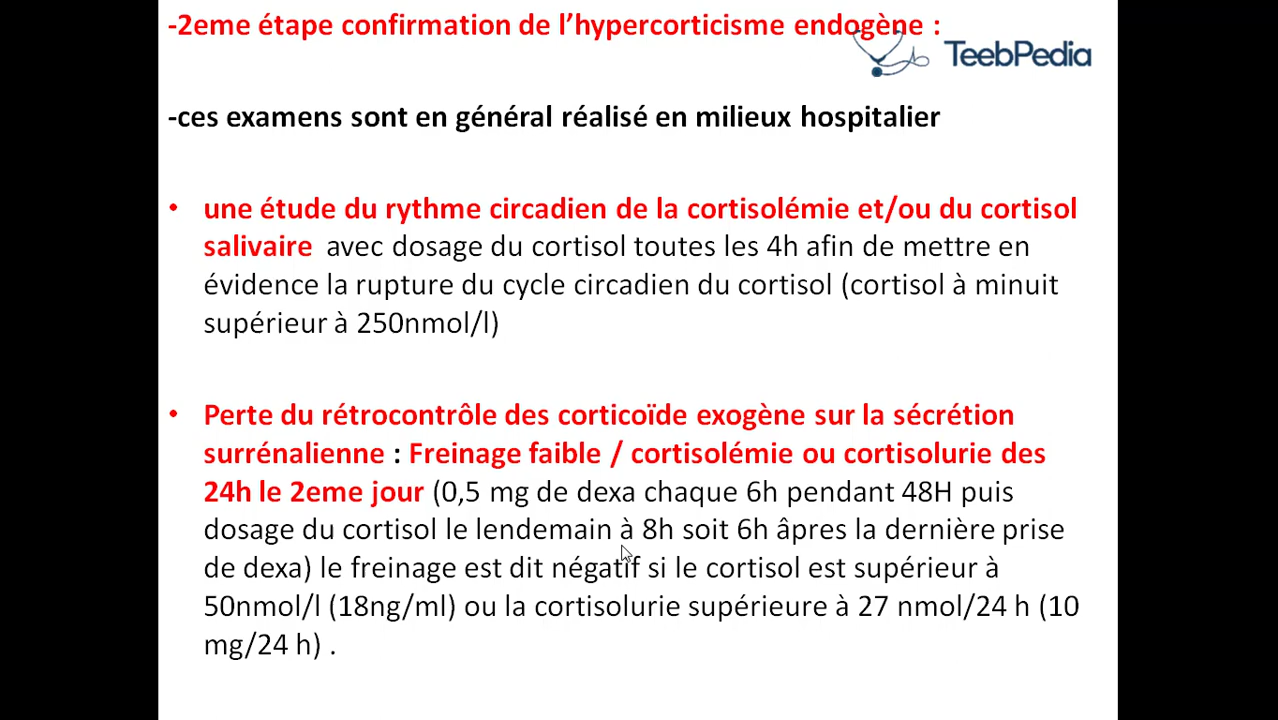 -2eme étape confirmation de l’hypercorticisme endogène :
TeebPedia
-ces examens sont en général réalisé en milieux hospitalier
• une étude du rythme circadien de la cortisolémie et/ou du cortisol
salivaire avec dosage du cortisol toutes les 4h afin de mettre en
évidence la rupture du cycle circadien du cortisol (cortisol à minuit
supérieur à 250nmol/l)
• Perte du rétrocontrôle des corticoïde exogène sur la sécrétion
surrénalienne : Freinage faible / cortisolémie ou cortisolurie des
24h le 2eme jour (0,5 mg de dexa chaque 6h pendant 48H puis
dosage du cortisol le lendemain à 8h soit 6h âpres la dernière prise
de dexa) le freinage est dit négatif si le cortisol est supérieur à
50nmol/l (18ng/ml) ou la cortisolurie supérieure à 27 nmol/24 h (10
mg/24 h) .